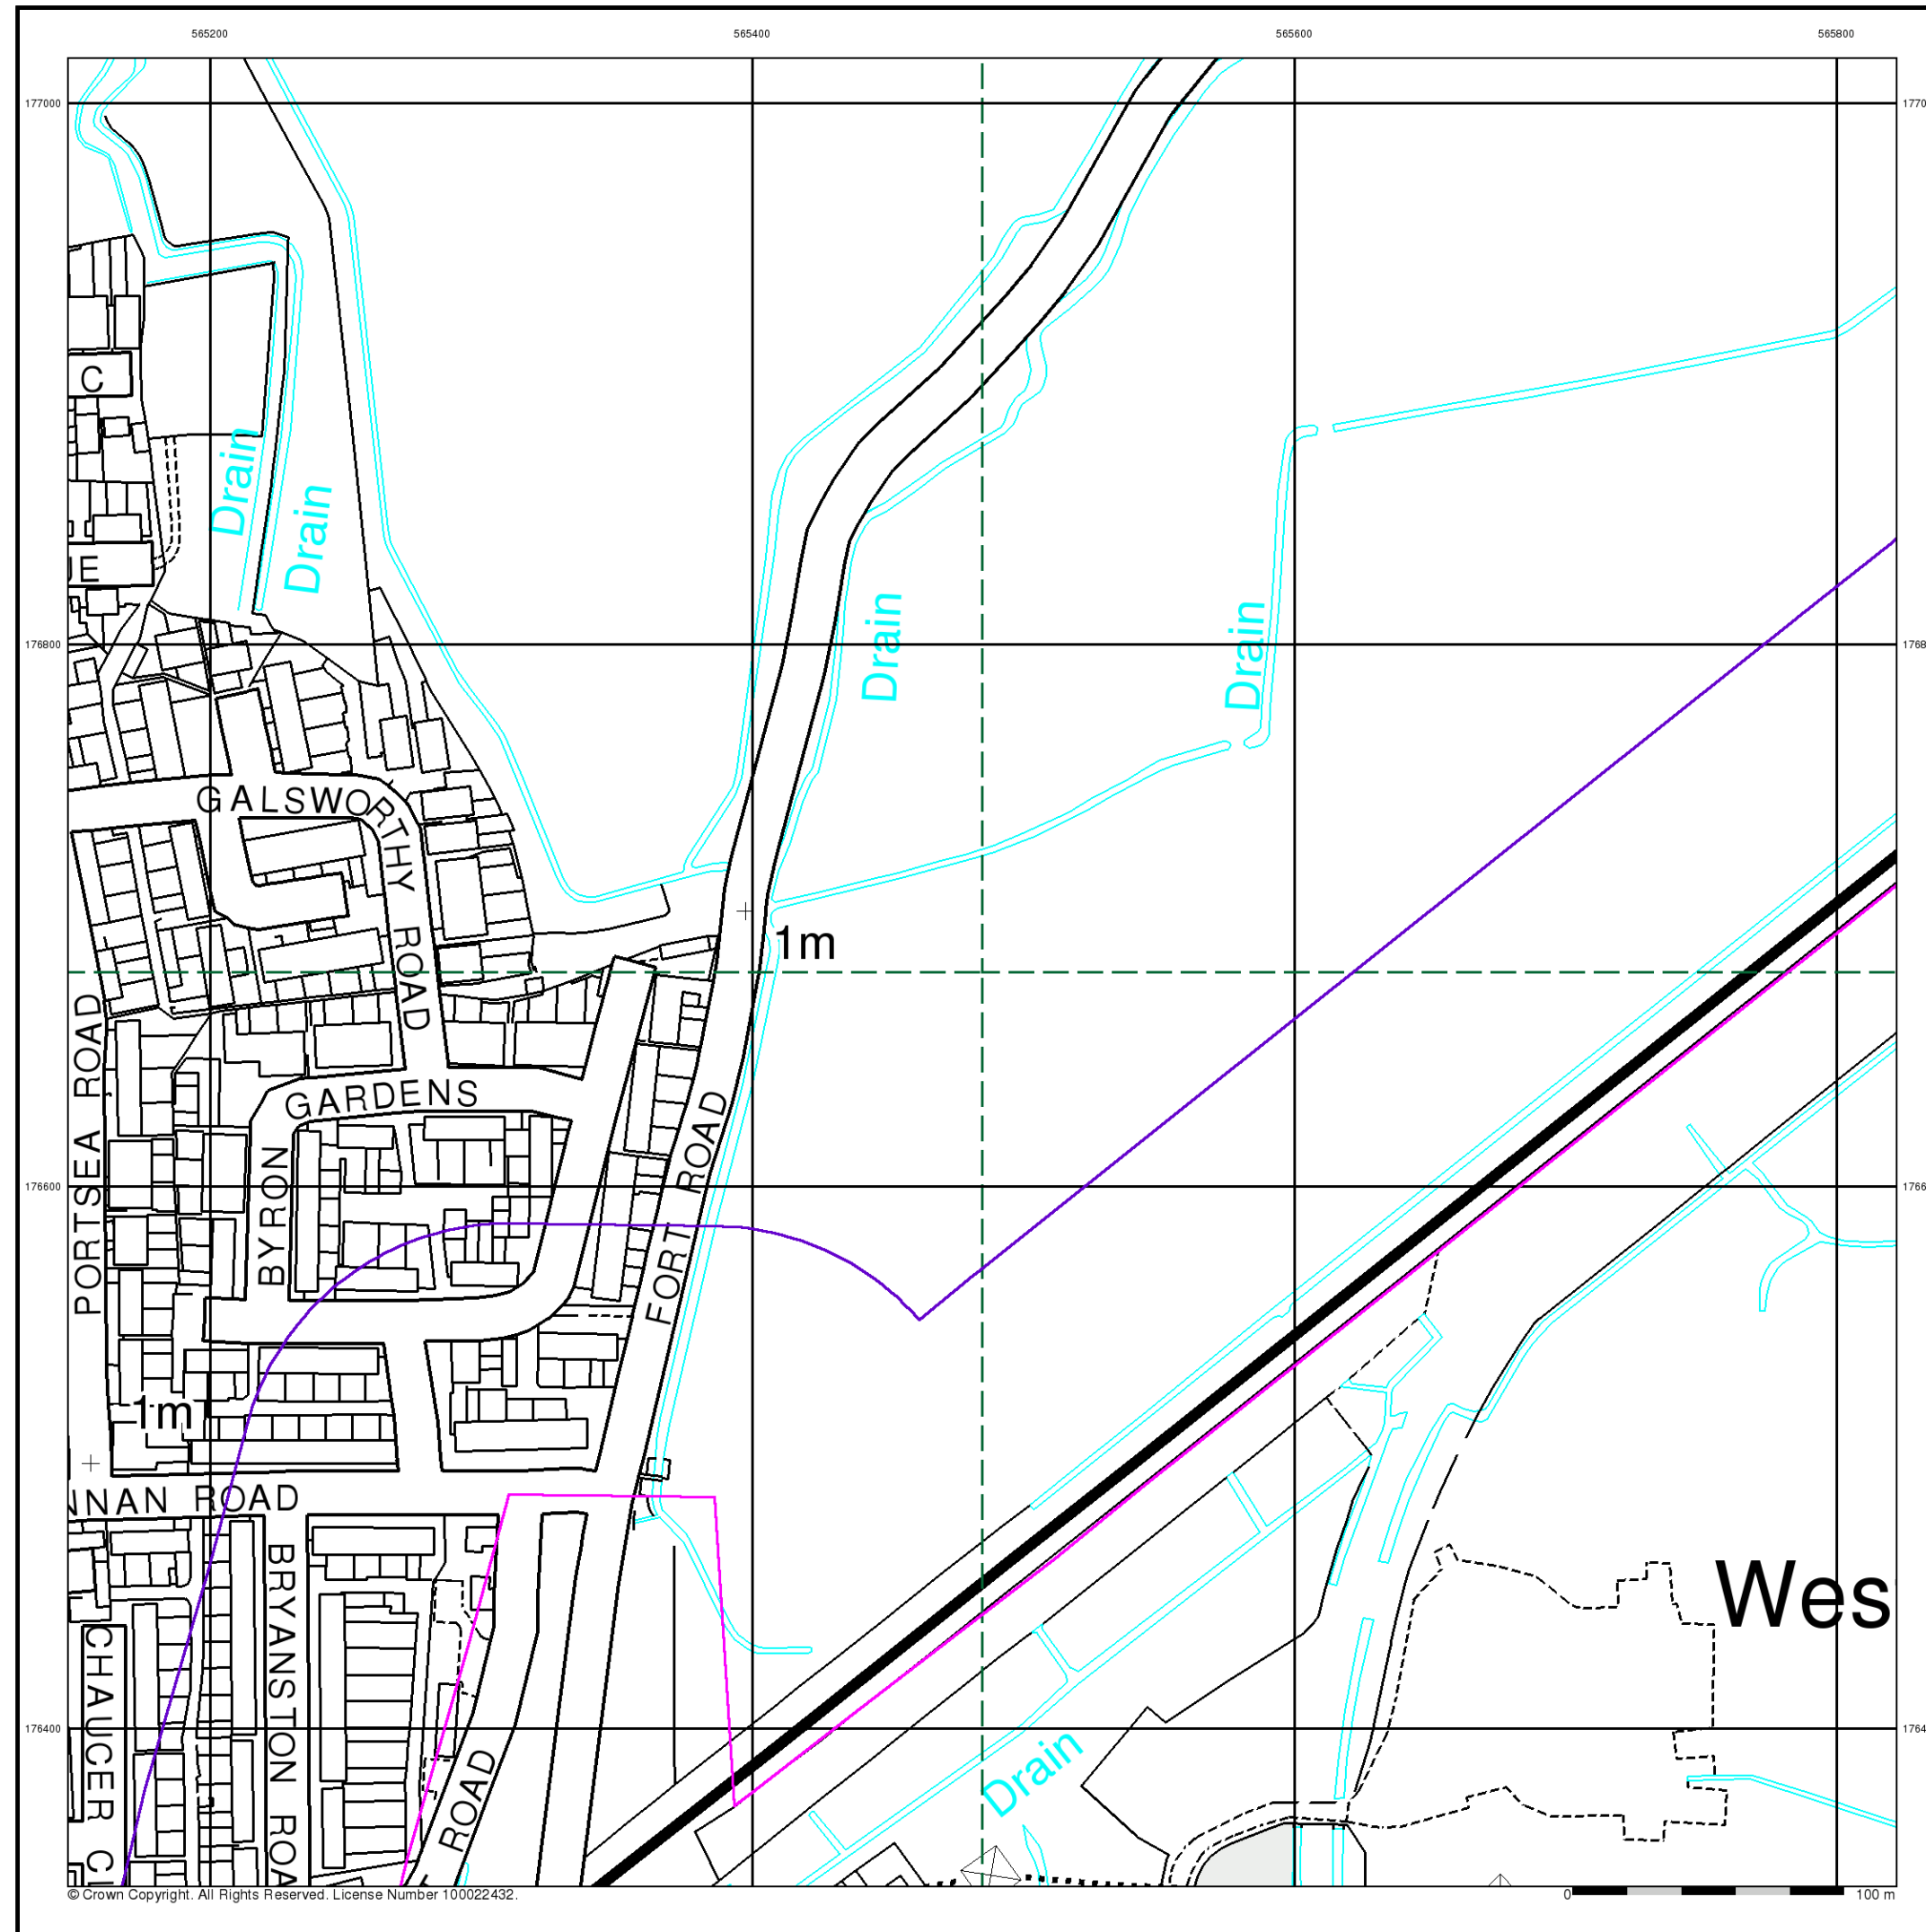 565200 565400 565600 565800
177000 1770
C
Drain
Drain
UE
Drain
Drain
176800 1768
GALSWORTHY ROAD
1m
PORTSEA ROAD
GARDENS
BYRON
FORT ROAD
176600 1766
1m
NNAN ROAD
BRYANSTON ROA
CHAUCER CL
Wes
176400 1764
ROAD
Drain
© Crown Copyright. All Rights Reserved. License Number 100022432.
0 100 m